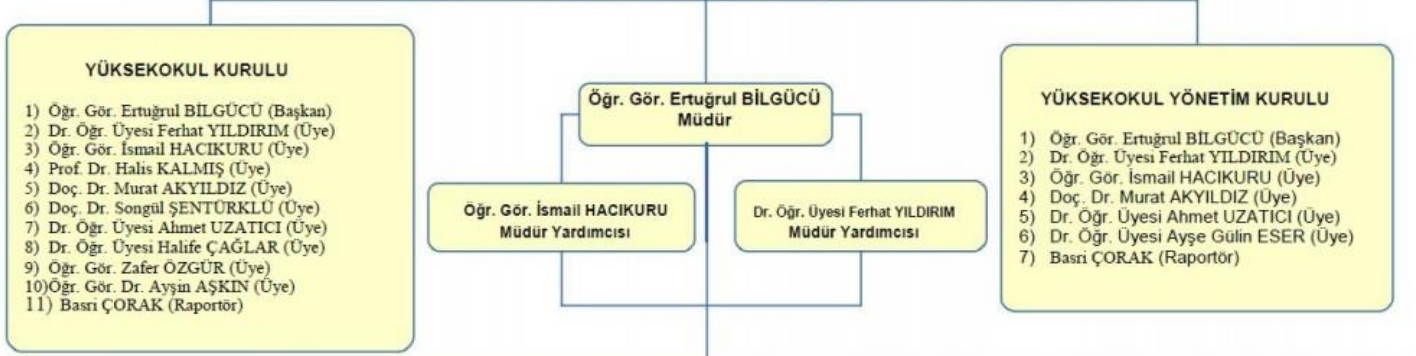 YÜKSEKOKUL KURULU
1) Öğr. Gör. Ertuğrul BİLGÜCÜ (Başkan)
2) Dr. Öğr. Üyesi Ferhat YILDIRIM (Üye)
3) Öğr. Gör. İsmail HACIKURU (Üye)
4) Prof. Dr. Halis KALMIŞ (Üye)
5) Doç. Dr. Murat AKYILDIZ (Üye)
6) Doç. Dr. Songül ŞENTÜRKLÜ (Üye)
7) Dr. Öğr. Üyesi Ahmet UZATICI (Üye)
8) Dr. Öğr. Üyesi Halife ÇAĞLAR (Üye)
9) Öğr. Gör. Zafer ÖZGÜR (Üye)
10)Öğr. Gör. Dr. Ayşin AŞKIN (Üye)
11) Basri ÇORAK (Raportör)
Öğr. Gör. Ertuğrul BİLGÜCÜ
Müdür
Öğr. Gör. İsmail HACIKURU
Müdür Yardımcısı
Dr. Öğr. Üyesi Ferhat YILDIRIM
Müdür Yardımcısı
YÜKSEKOKUL YÖNETİM KURULU
1) Öğr. Gör. Ertuğrul BİLGÜCÜ (Başkan)
2) Dr. Öğr. Üyesi Ferhat YILDIRIM (Üye)
3) Öğr. Gör. İsmail HACIKURU (Üye)
4) Doç. Dr. Murat AKYILDIZ (Üye)
5) Dr. Öğr. Üyesi Ahmet UZATICI (Üye)
6) Dr. Öğr. Üyesi Ayşe Gülin ESER (Üye)
7) Basri ÇORAK (Raportör)